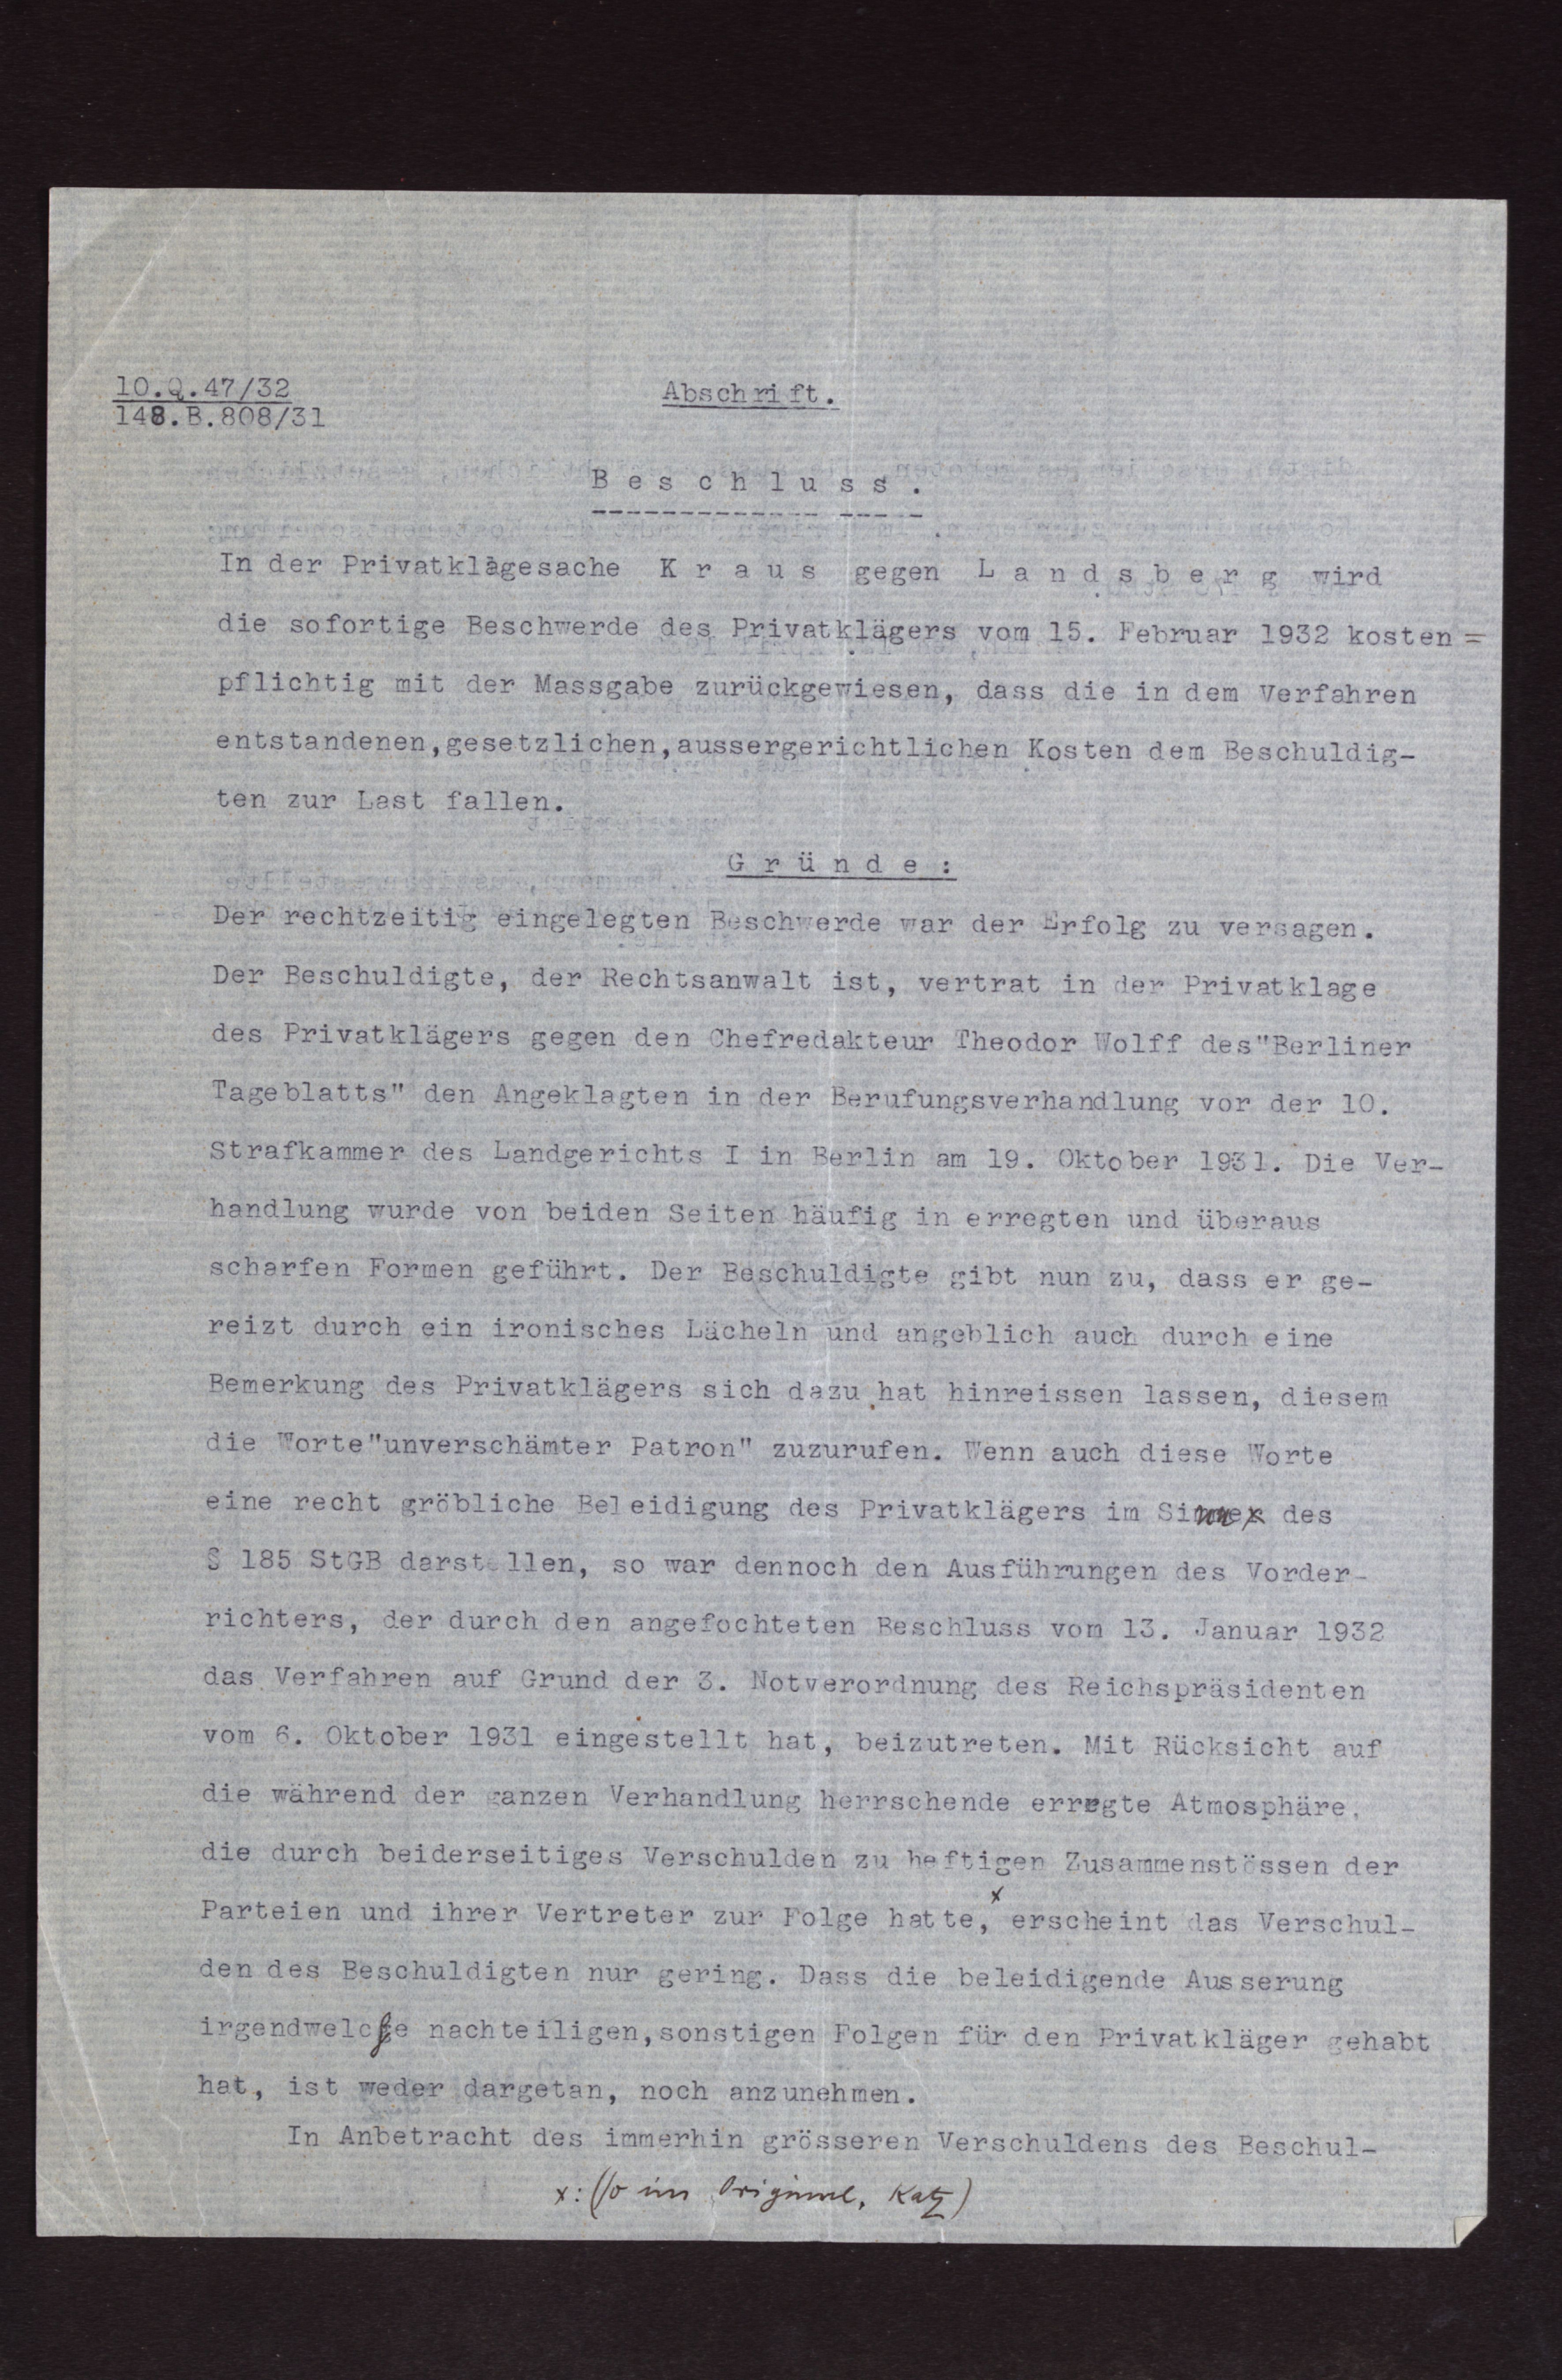 10.Q.47/32
148.B.808/31
Abschrift.
Beschluss.
In der Privatklagesache Kraus gegen Landsberg wird
die sofortige Beschwerde des Privatklägers vom 15. Februar 1932 kosten=
pflichtig mit der Massgabe zurückgewiesen, dass die in dem Verfahren
entstandenen,gesetzlichen,aussergerichtlichen Kosten dem Beschuldig-
ten zur Last fallen.
Gründe:
Der rechtzeitig eingelegten Beschwerde war der Erfolg zu versagen.
Der Beschuldigte, der Rechtsanwalt ist, vertrat in der Privatklage
des Privatklägers gegen den Chefredakteur Theodor Wolff des"Berliner
Tageblatts" den Angeklagten in der Berufungsverhandlung vor der 10.
Strafkammer des Landgerichts I in Berlin am 19. Oktober 1931. Die Ver-
handlung wurde von beiden Seiten häufig in erregten und überaus
scharfen Formen geführt. Der Beschuldigte gibt nun zu, dass er ge-
reizt durch ein ironisches Lächeln und angeblich auch durch eine
Bemerkung des Privatklägers sich dazu hat hinreissen lassen, diesem
die Worte"unverschämter Patron" zuzurufen. Wenn auch diese Worte
eine recht gröbliche Beleidigung des Privatklägers im Sinne des
§ 185 StGB darstellen, so war dennoch den Ausführungen des Vorder-
richters, der durch den angefochteten Beschluss vom 13. Januar 1932
das Verfahren auf Grund der 3. Notverordnung des Reichspräsidenten
vom 6. Oktober 1931 eingestellt hat, beizutreten. Mit Rücksicht auf
die während der ganzen Verhandlung herrschende erregte Atmosphäre,
die durch beiderseitiges Verschulden zu heftigen Zusammenstössen der
Parteien und ihrer Vertreter zur Folge hatte,x erscheint das Verschul-
den des Beschuldigten nur gering. Dass die beleidigende Ausserung
irgendwelche nachteiligen,sonstigen Folgen für den Privatkläger gehabt
hat, ist weder dargetan, noch anzunehmen.
In Anbetracht des immerhin grösseren Verschuldens des Beschul-
x: (so im Original, Katz)